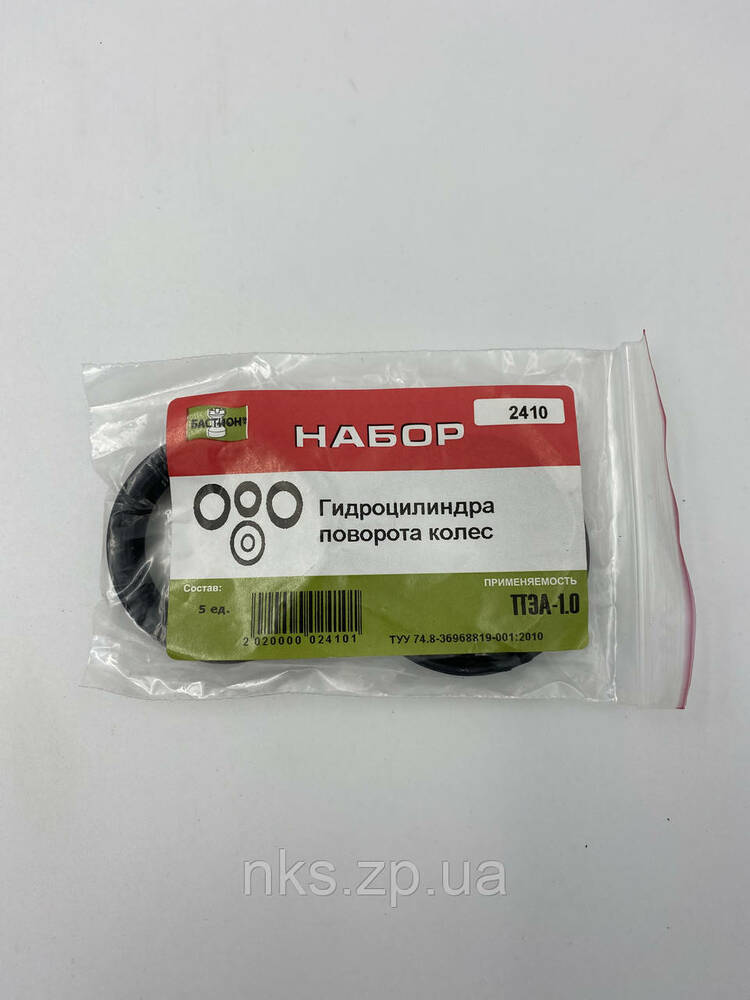 БАСТИОН®
НАБОР
2410
Гидроцилиндра
поворота колес
Состав:
5 ед.
2 020000 024101
ПРИМЕНЯЕМОСТЬ
ПЭА-1.0
ТУУ 74.8-36968819-001:2010
nks.zp.ua